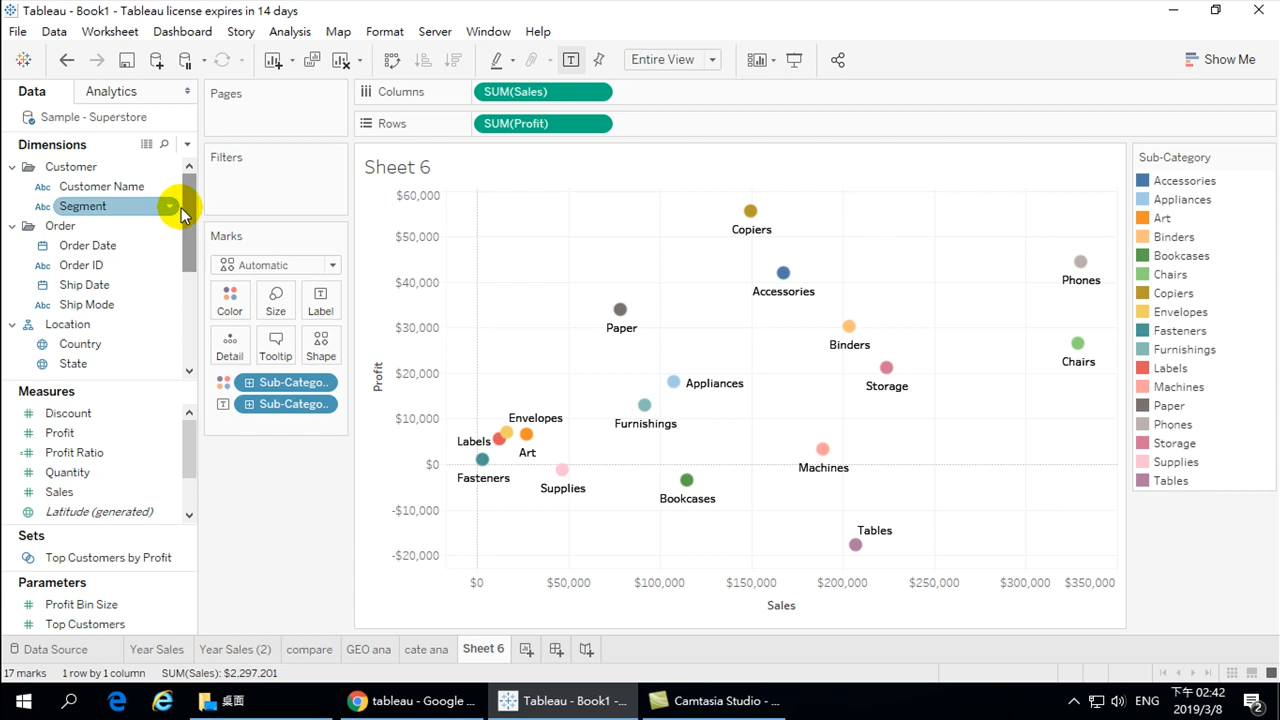 Tableau - Book1 - Tableau license expires in 14 days
File Data Worksheet Dashboard Story Analysis Map Format Server Window Help
Entire View
Show Me
Data Analytics
Sample - Superstore
Dimensions
Customer
Abc Customer Name
Abc Segment
Order
Order Date
Abc Order ID
Ship Date
Abc Ship Mode
Location
Country
State
Measures
Discount
Profit
Profit Ratio
Quantity
Sales
Latitude (generated)
Sets
Top Customers by Profit
Parameters
Profit Bin Size
Top Customers
Pages
Filters
Marks
Automatic
Color Size Label
Detail Tooltip Shape
Sub-Catego..
Sub-Catego..
Columns SUM(Sales)
Rows SUM(Profit)
Sheet 6
$60,000
$50,000
$40,000
$30,000
$20,000
$10,000
$0
-$10,000
-$20,000
Profit
Copiers
Phones
Accessories
Paper
Binders
Chairs
Appliances
Storage
Furnishings
Envelopes
Labels
Art
Fasteners
Supplies
Machines
Bookcases
Tables
$0 $50,000 $100,000 $150,000 $200,000 $250,000 $300,000 $350,000
Sales
Sub-Category
Accessories
Appliances
Art
Binders
Bookcases
Chairs
Copiers
Envelopes
Fasteners
Furnishings
Labels
Machines
Paper
Phones
Storage
Supplies
Tables
Data Source Year Sales Year Sales (2) compare GEO ana cate ana Sheet 6
17 marks 1 row by 1 column SUM(Sales): $2,297,201
桌面
tableau - Google ...
Tableau - Book1 -...
Camtasia Studio - ...
ENG
下午 02:42
2019/3/8
2